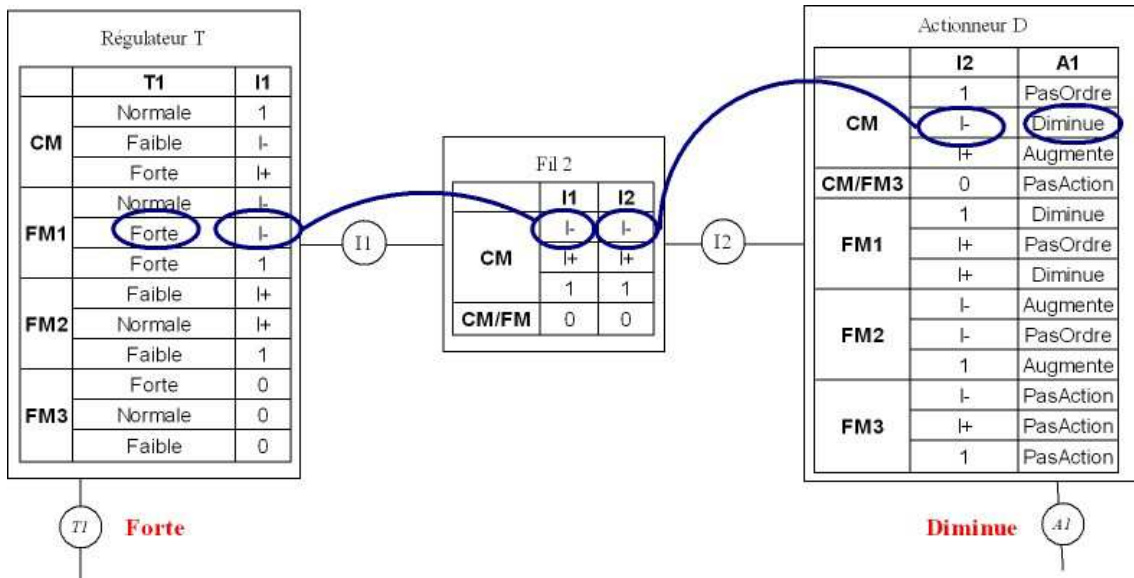 Régulateur T
T1 I1
CM
Normale 1
Faible I-
Forte I+
FM1
Normale I-
Forte I-
Forte 1
FM2
Faible I+
Normale I+
Faible 1
FM3
Forte 0
Normale 0
Faible 0
T1
Forte
I1
Fil 2
I1 I2
CM
I- I-
I+ I+
1 1
CM/FM 0 0
I2
Actionneur D
I2 A1
CM
1 PasOrdre
I- Diminue
I+ Augmente
CM/FM3 0 PasAction
FM1
1 Diminue
I+ PasOrdre
I+ Diminue
FM2
I- Augmente
I- PasOrdre
1 Augmente
FM3
I- PasAction
I+ PasAction
1 PasAction
Diminue
A1